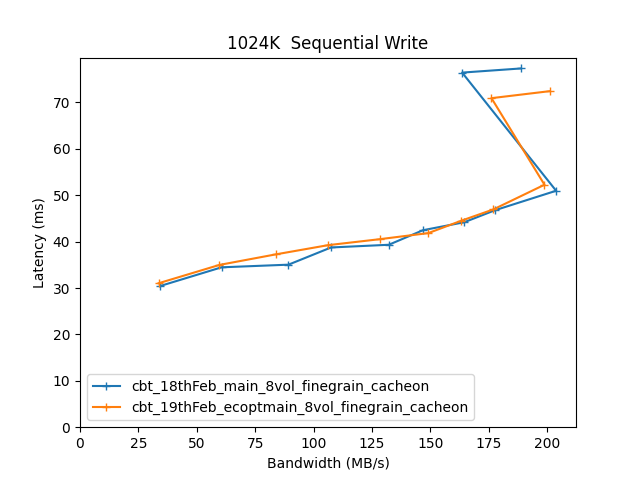 1024K  Sequential Write
Latency (ms)
70
60
50
40
30
20
10
0
cbt_18thFeb_main_8vol_finegrain_cacheon
cbt_19thFeb_ecoptmain_8vol_finegrain_cacheon
0 25 50 75 100 125 150 175 200
Bandwidth (MB/s)